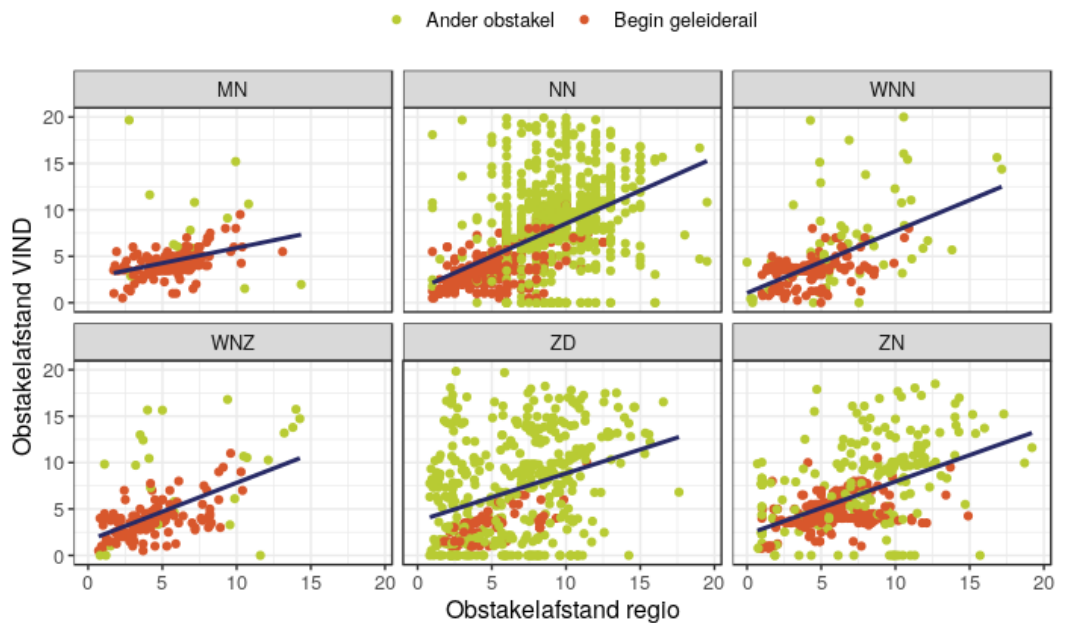 Ander obstakel Begin geleiderail
MN NN WNN
20
15
10
5
0
WNZ ZD ZN
20
15
10
5
0
0 5 10 15 20 0 5 10 15 20 0 5 10 15 20
Obstakelafstand VIND
Obstakelafstand regio